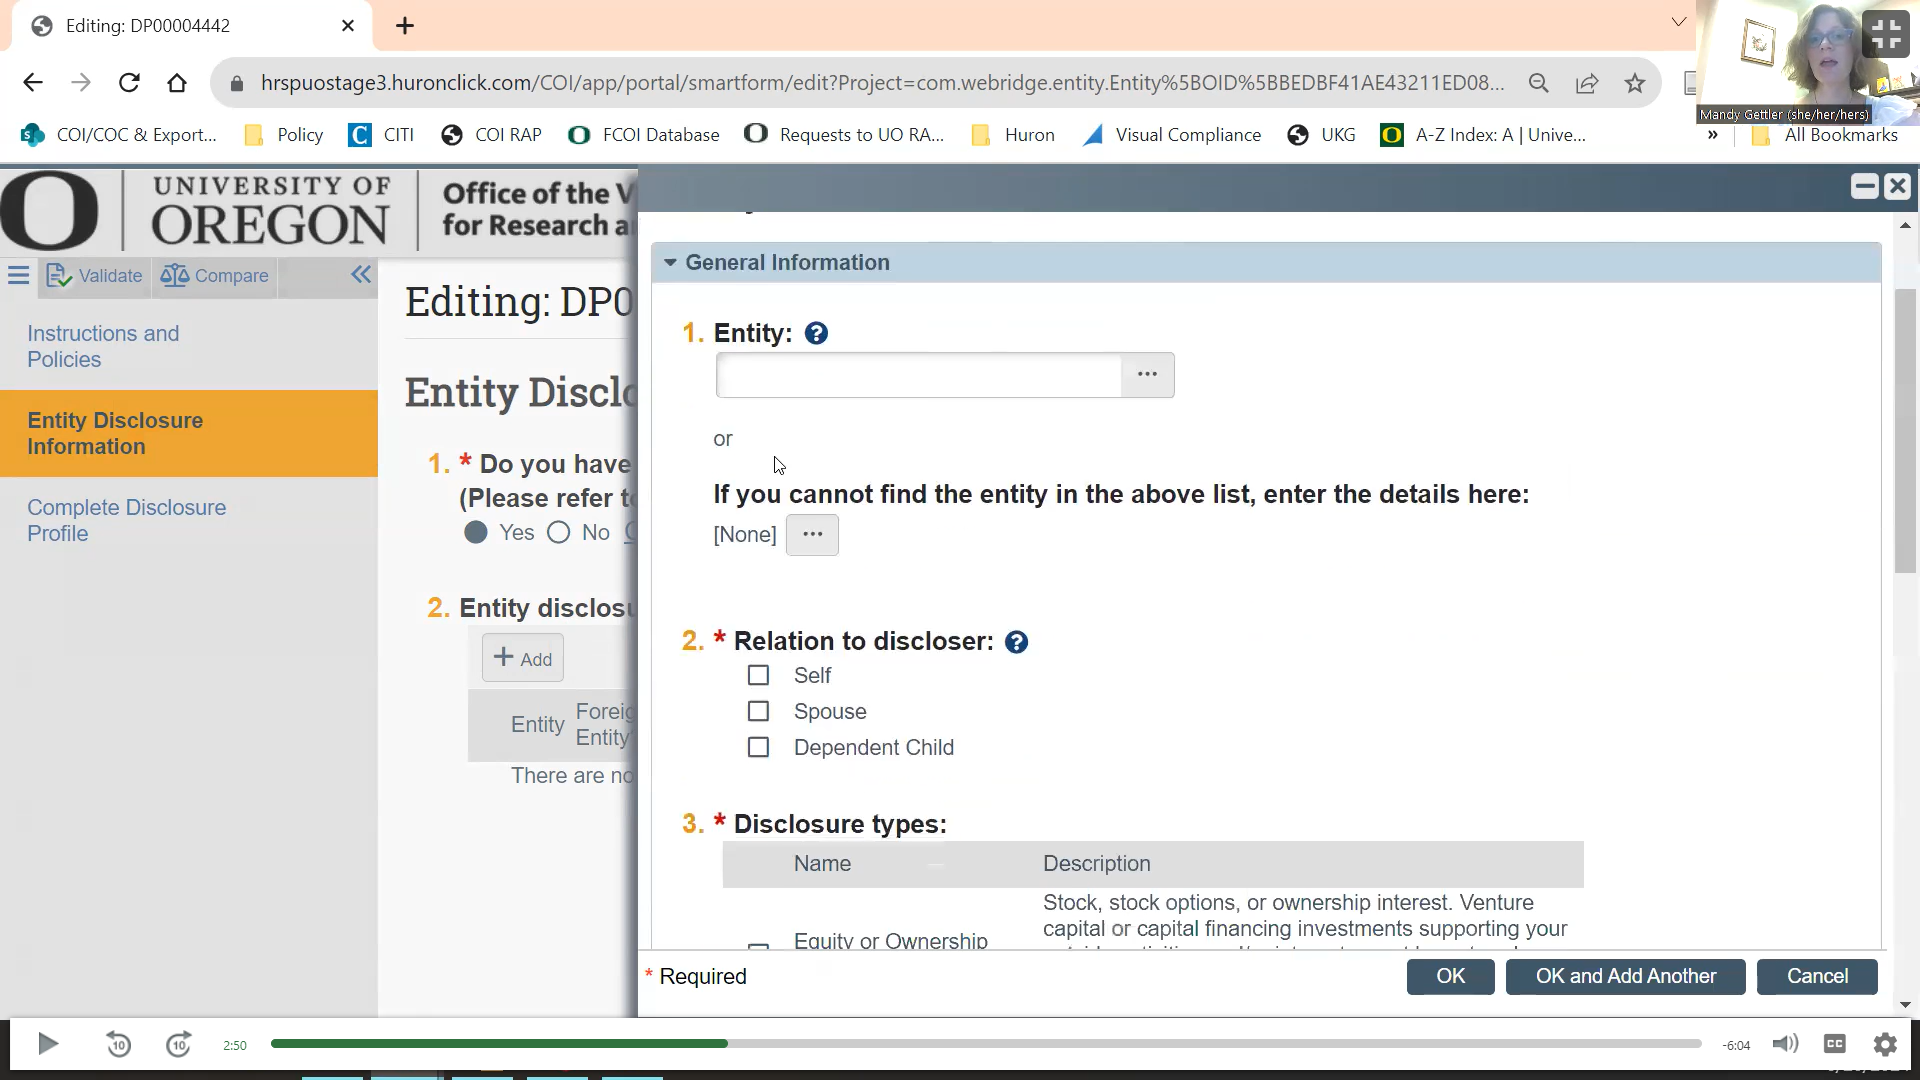 Editing: DP00004442
hrspuostage3.huronclick.com/COI/app/portal/smartform/edit?Project=com.webridge.entity.Entity%5BOID%5BBEDBF41AE43211ED08...
Mandy Gettler (she/her/hers)
COI/COC & Export...
Policy
CITI
COI RAP
FCOI Database
Requests to UO RA...
Huron
Visual Compliance
UKG
A-Z Index: A | Unive...
»
All Bookmarks
UNIVERSITY OF
OREGON
Office of the V
for Research a
Validate
Compare
Instructions and
Policies
Entity Disclosure
Information
Complete Disclosure
Profile
Editing: DP0
Entity Disclo
1. * Do you have
(Please refer to
Yes
No
2. Entity disclosu
+ Add
Entity
Foreig
Entity
There are no
General Information
1. Entity: ?
...
or
If you cannot find the entity in the above list, enter the details here:
[None] ...
2. * Relation to discloser: ?
Self
Spouse
Dependent Child
3. * Disclosure types:
Name
Description
Equity or Ownership
Stock, stock options, or ownership interest. Venture
capital or capital financing investments supporting your
* Required
OK
OK and Add Another
Cancel
10
10
2:50
-6:04
CC